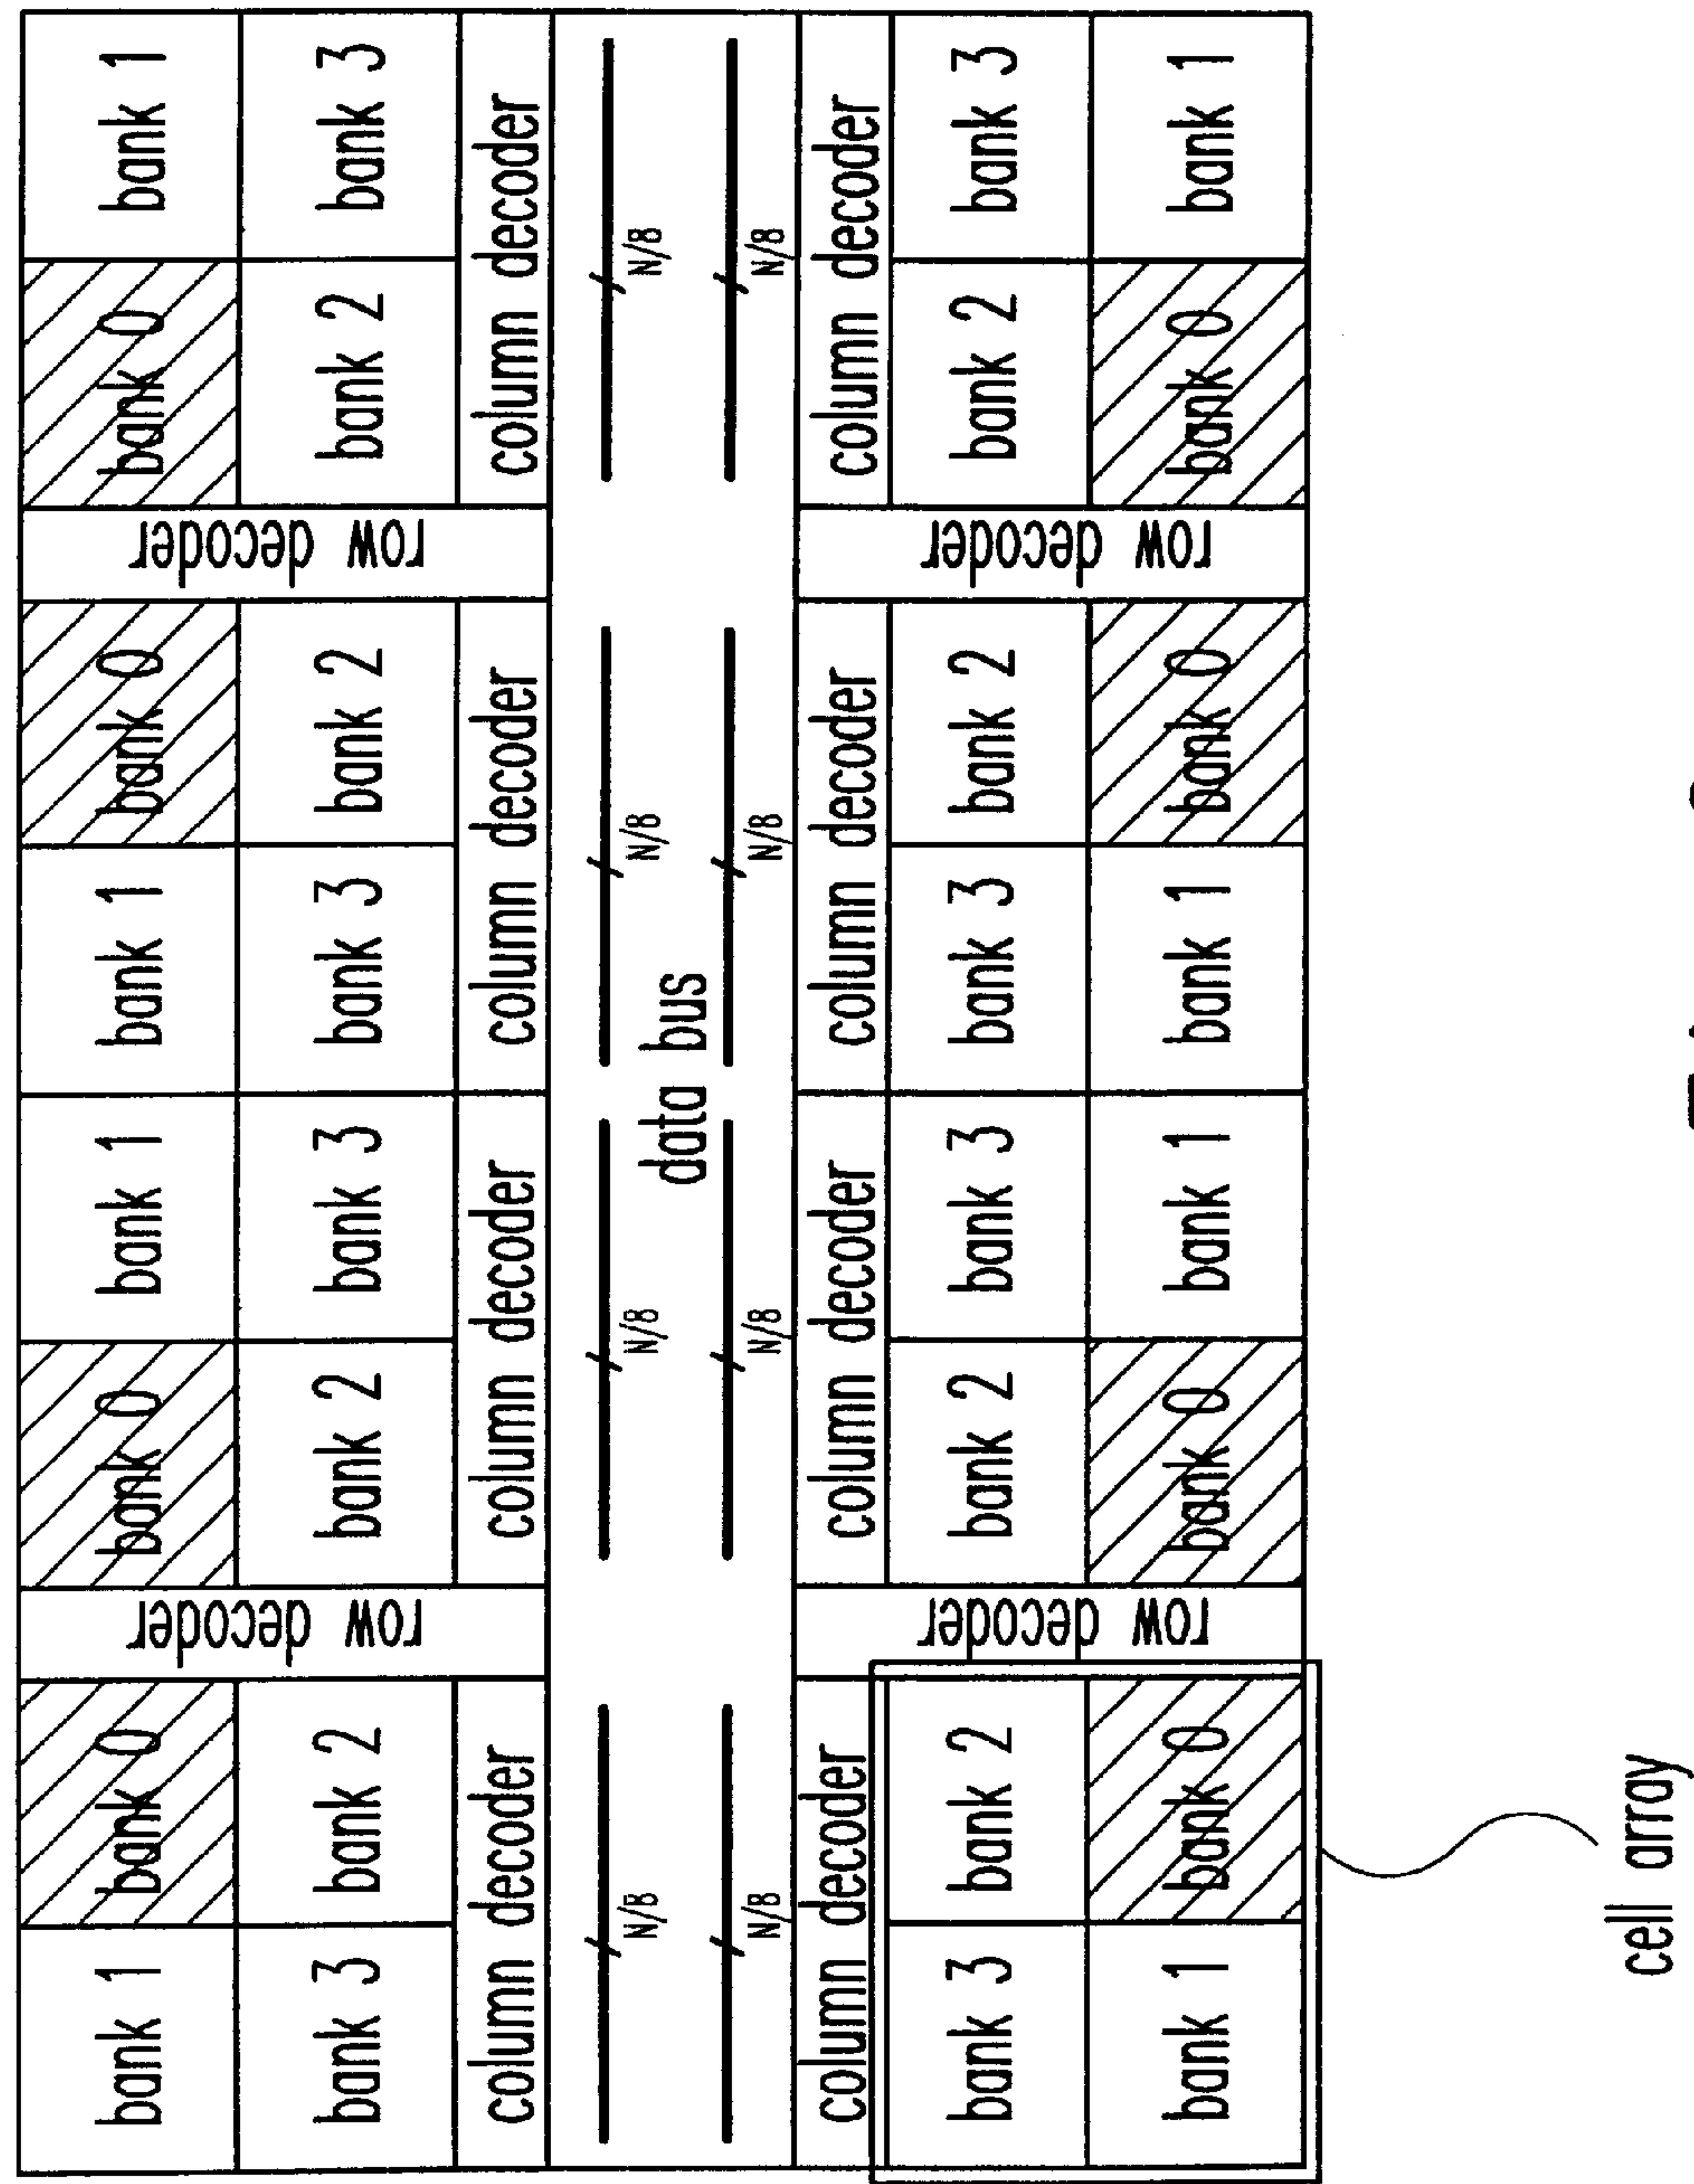 bank 1
bank 0
row decoder
bank 0
bank 1
bank 1
bank 0
row decoder
bank 0
bank 1
bank 3
bank 2
bank 2
bank 3
bank 3
bank 2
bank 2
bank 3
column decoder
column decoder
column decoder
column decoder
N/8
N/8
N/8
N/8
data bus
N/8
N/8
N/8
N/8
column decoder
column decoder
column decoder
column decoder
bank 3
bank 2
row decoder
bank 2
bank 3
bank 3
bank 2
row decoder
bank 2
bank 3
bank 1
bank 0
bank 0
bank 1
bank 1
bank 0
bank 0
bank 1
cell array